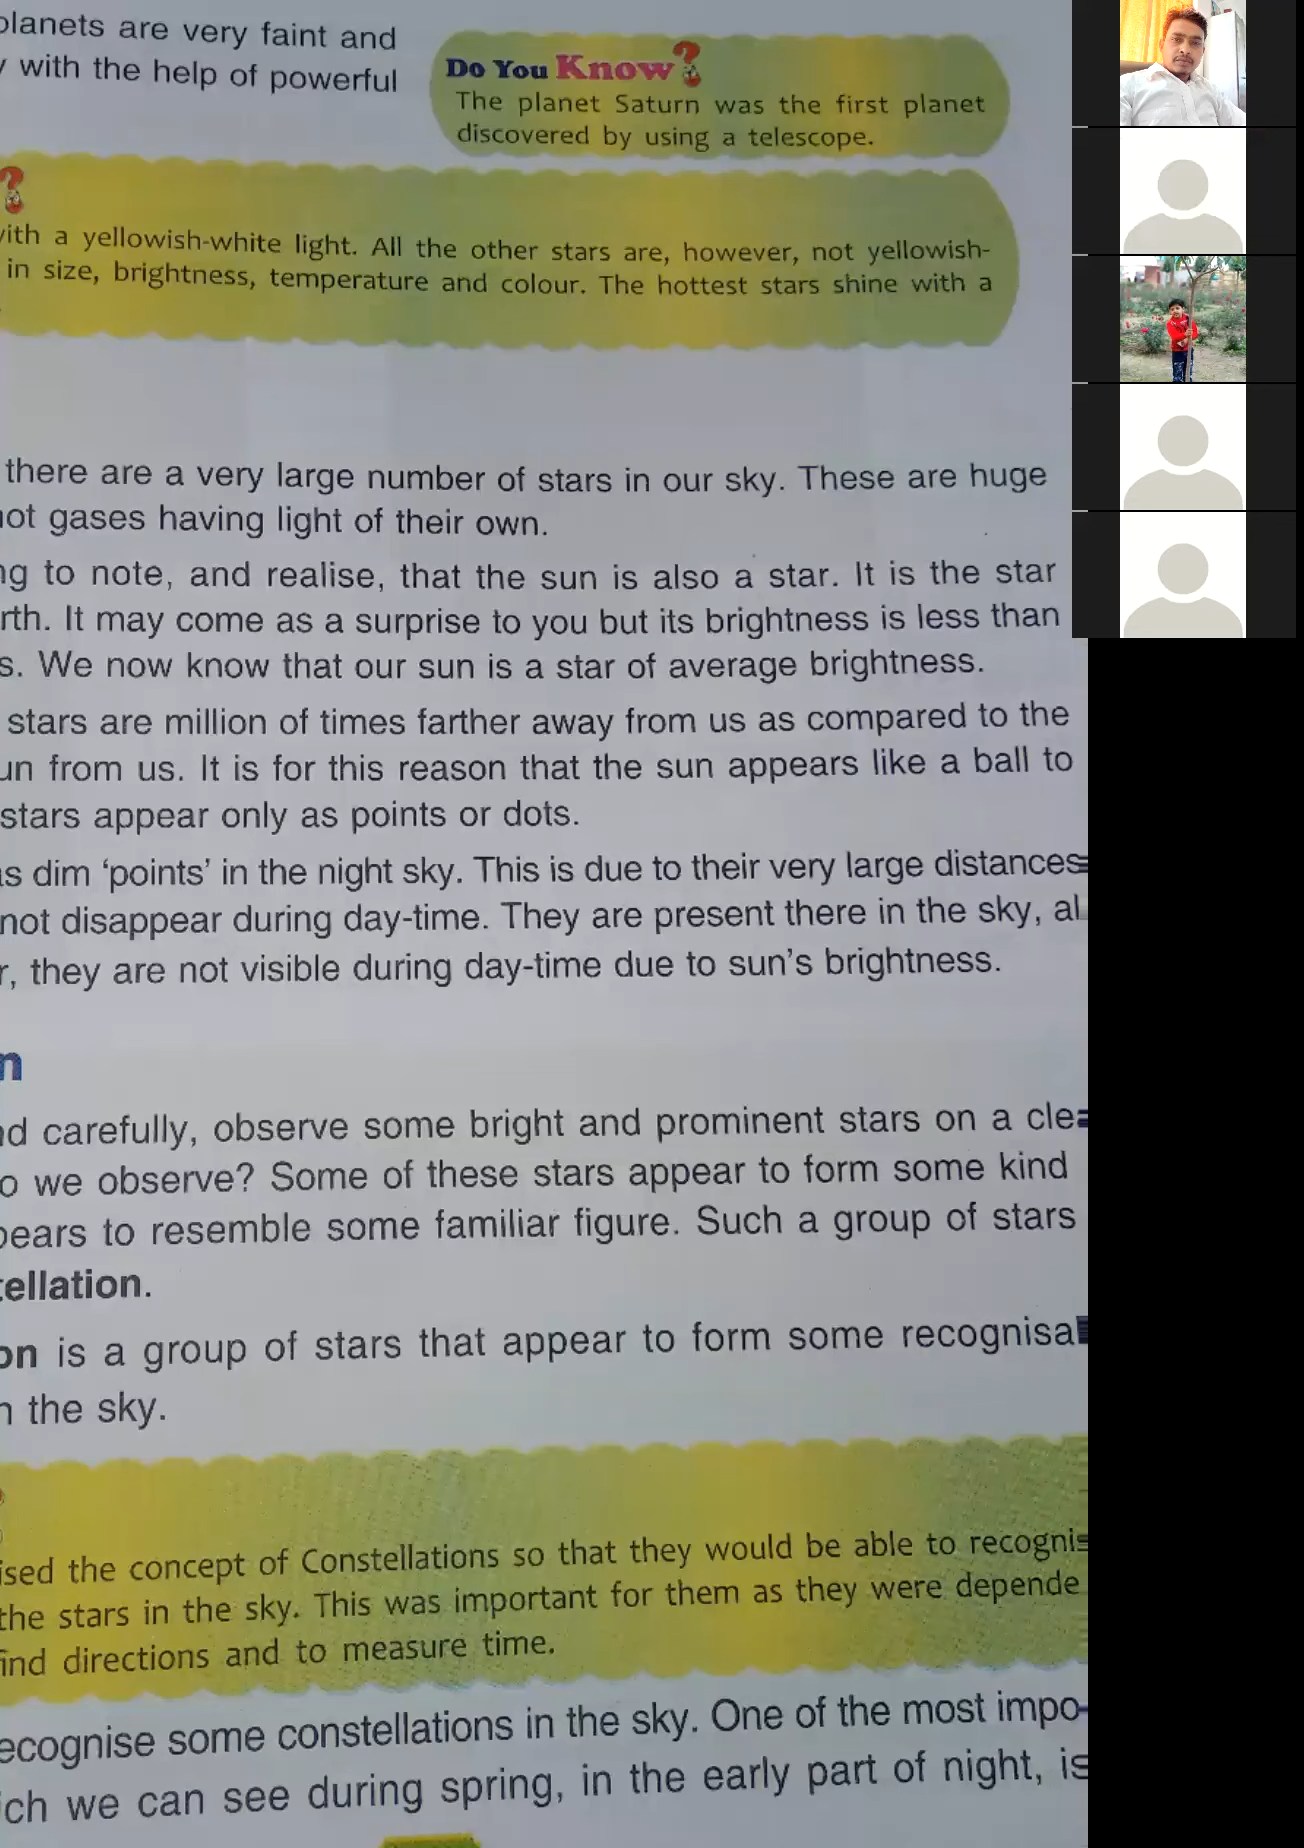 planets are very faint and
with the help of powerful
Do You Know?
The planet Saturn was the first planet
discovered by using a telescope.
?
with a yellowish-white light. All the other stars are, however, not yellowish-
in size, brightness, temperature and colour. The hottest stars shine with a
there are a very large number of stars in our sky. These are huge
hot gases having light of their own.
ng to note, and realise, that the sun is also a star. It is the star
rth. It may come as a surprise to you but its brightness is less than
s. We now know that our sun is a star of average brightness.
stars are million of times farther away from us as compared to the
un from us. It is for this reason that the sun appears like a ball to
stars appear only as points or dots.
as dim ‘points’ in the night sky. This is due to their very large distances
not disappear during day-time. They are present there in the sky, al
r, they are not visible during day-time due to sun’s brightness.
n
nd carefully, observe some bright and prominent stars on a clea
o we observe? Some of these stars appear to form some kind
pears to resemble some familiar figure. Such a group of stars
tellation.
on is a group of stars that appear to form some recognisa
n the sky.
ised the concept of Constellations so that they would be able to recognis
the stars in the sky. This was important for them as they were depende
find directions and to measure time.
ecognise some constellations in the sky. One of the most impo
ich we can see during spring, in the early part of night, is